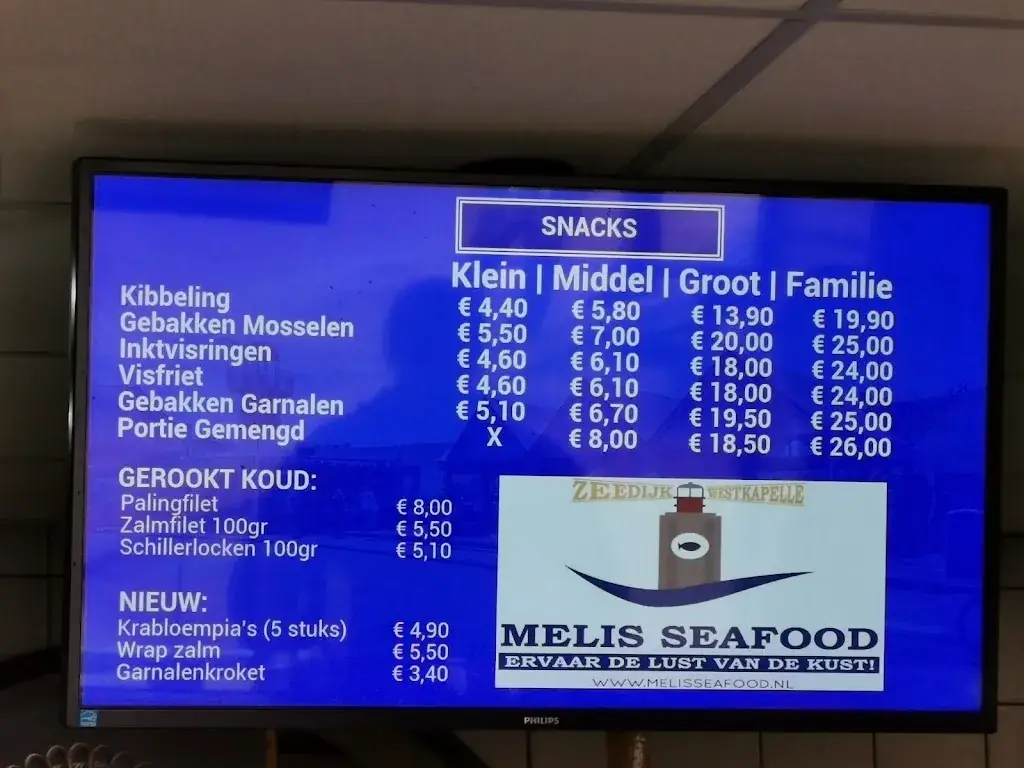 SNACKS
Klein | Middel | Groot | Familie
Kibbeling € 4,40 € 5,80 € 13,90 € 19,90
Gebakken Mosselen € 5,50 € 7,00 € 20,00 € 25,00
Inktvisringen € 4,60 € 6,10 € 18,00 € 24,00
Visfriet € 4,60 € 6,10 € 18,00 € 24,00
Gebakken Garnalen € 5,10 € 6,70 € 19,50 € 25,00
Portie Gemengd X € 8,00 € 18,50 € 26,00
GEROOKT KOUD:
Palingfilet € 8,00
Zalmfilet 100gr € 5,50
Schillerlocken 100gr € 5,10
NIEUW:
Krabloempia's (5 stuks) € 4,90
Wrap zalm € 5,50
Garnalenkroket € 3,40
ZEEDIJK WESTKAPELLE
MELIS SEAFOOD
ERVAAR DE LUST VAN DE KUST!
WWW.MELISSEAFOOD.NL
PHILIPS